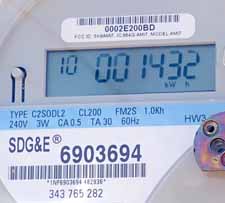 0002E200BD
10 001432
kW h
TYPE C2SODL2 CL200 FM2S 1.0Kh
240V 3W CA 0.5 TA 30 60Hz
HW3
SDG&E 6903694
343 765 282